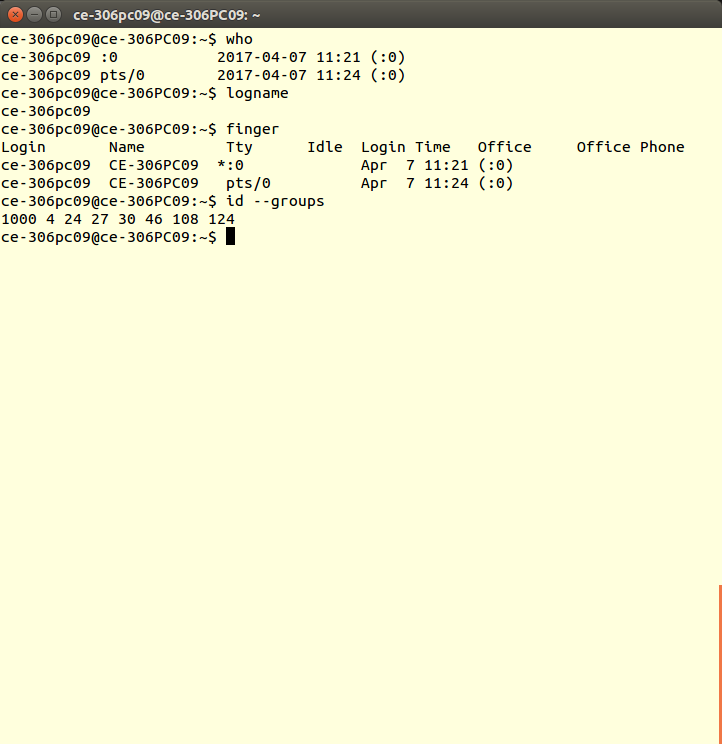 ce-306pc09@ce-306PC09: ~
ce-306pc09@ce-306PC09:~$ who
ce-306pc09 :0           2017-04-07 11:21 (:0)
ce-306pc09 pts/0        2017-04-07 11:24 (:0)
ce-306pc09@ce-306PC09:~$ logname
ce-306pc09
ce-306pc09@ce-306PC09:~$ finger
Login       Name         Tty      Idle  Login Time   Office     Office Phone
ce-306pc09  CE-306PC09  *:0             Apr  7 11:21 (:0)
ce-306pc09  CE-306PC09   pts/0          Apr  7 11:24 (:0)
ce-306pc09@ce-306PC09:~$ id --groups
1000 4 24 27 30 46 108 124
ce-306pc09@ce-306PC09:~$